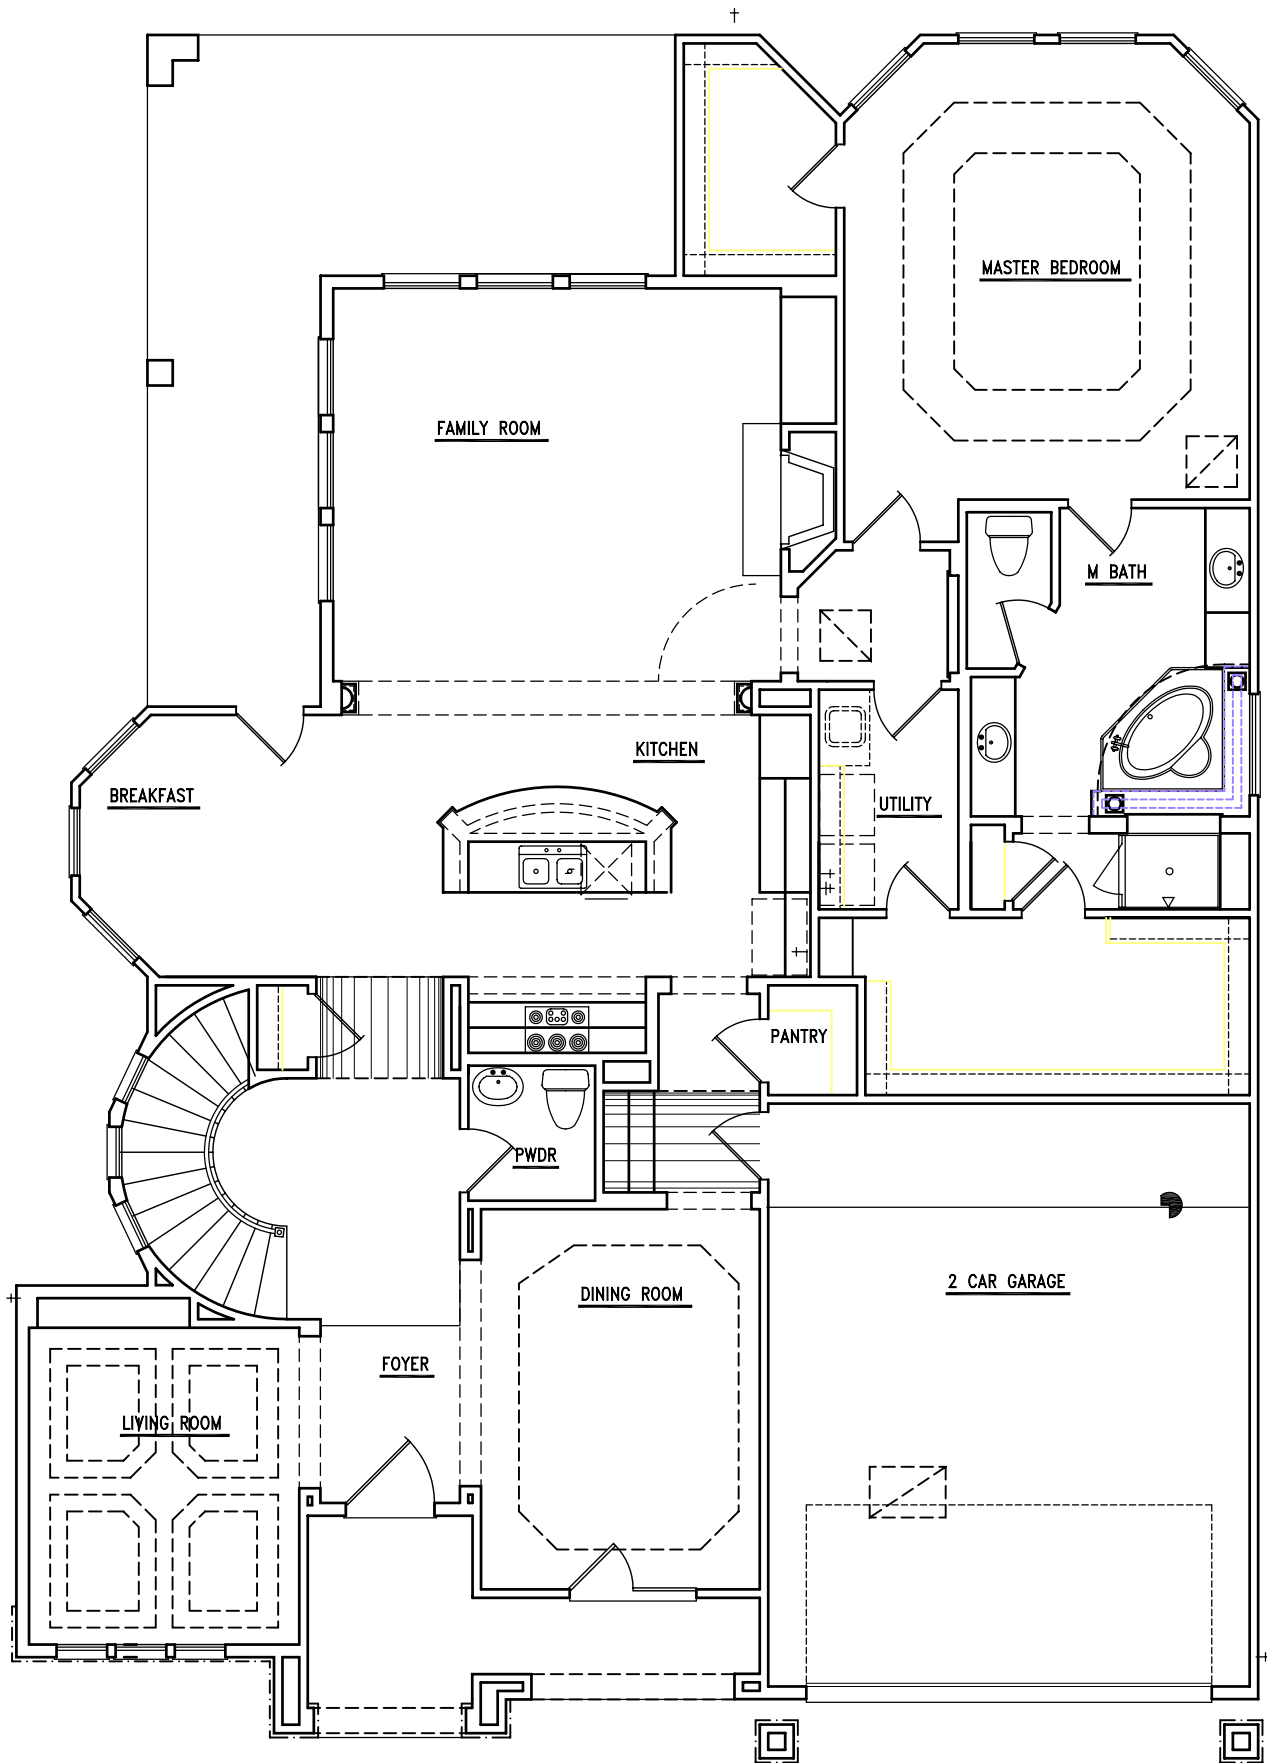 MASTER BEDROOM
FAMILY ROOM
M BATH
KITCHEN
BREAKFAST
UTILITY
PANTRY
PWDR
2 CAR GARAGE
DINING ROOM
FOYER
LIVING ROOM